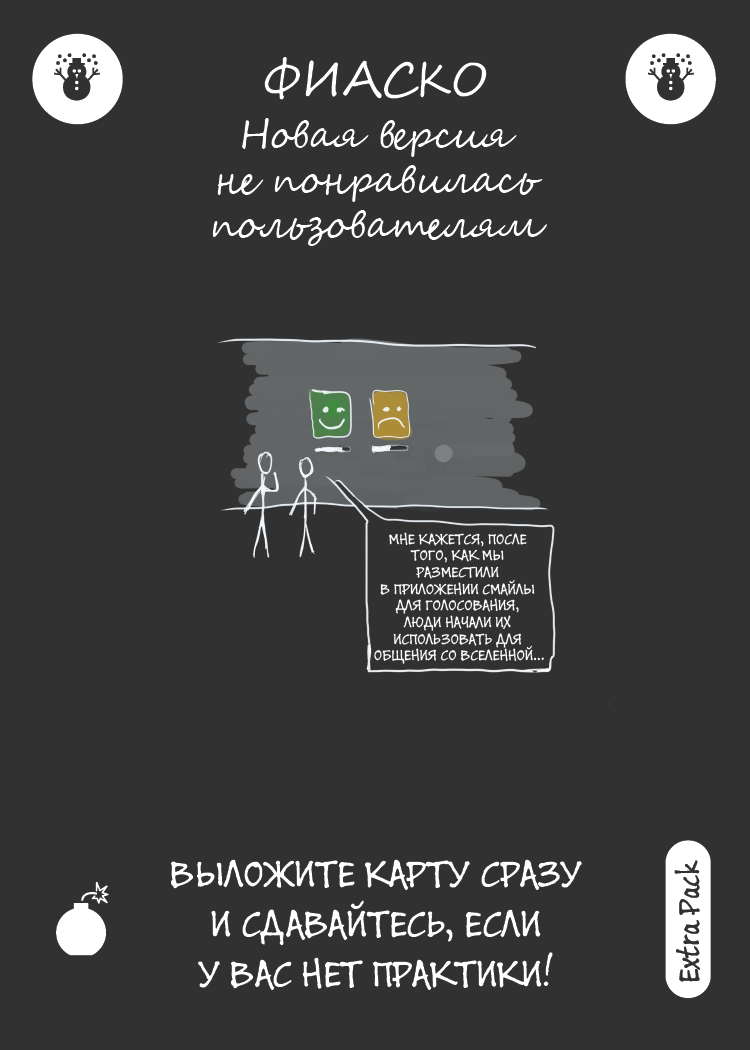 ФИАСКО
Новая версия
не понравилась
пользователям
МНЕ КАЖЕТСЯ, ПОСЛЕ
ТОГО, КАК МЫ
РАЗМЕСТИЛИ
В ПРИЛОЖЕНИИ СМАЙЛЫ
ДЛЯ ГОЛОСОВАНИЯ,
ЛЮДИ НАЧАЛИ ИХ
ИСПОЛЬЗОВАТЬ ДЛЯ
ОБЩЕНИЯ СО ВСЕЛЕННОЙ...
ВЫЛОЖИТЕ КАРТУ СРАЗУ
И СДАВАЙТЕСЬ, ЕСЛИ
У ВАС НЕТ ПРАКТИКИ!
Extra Pack